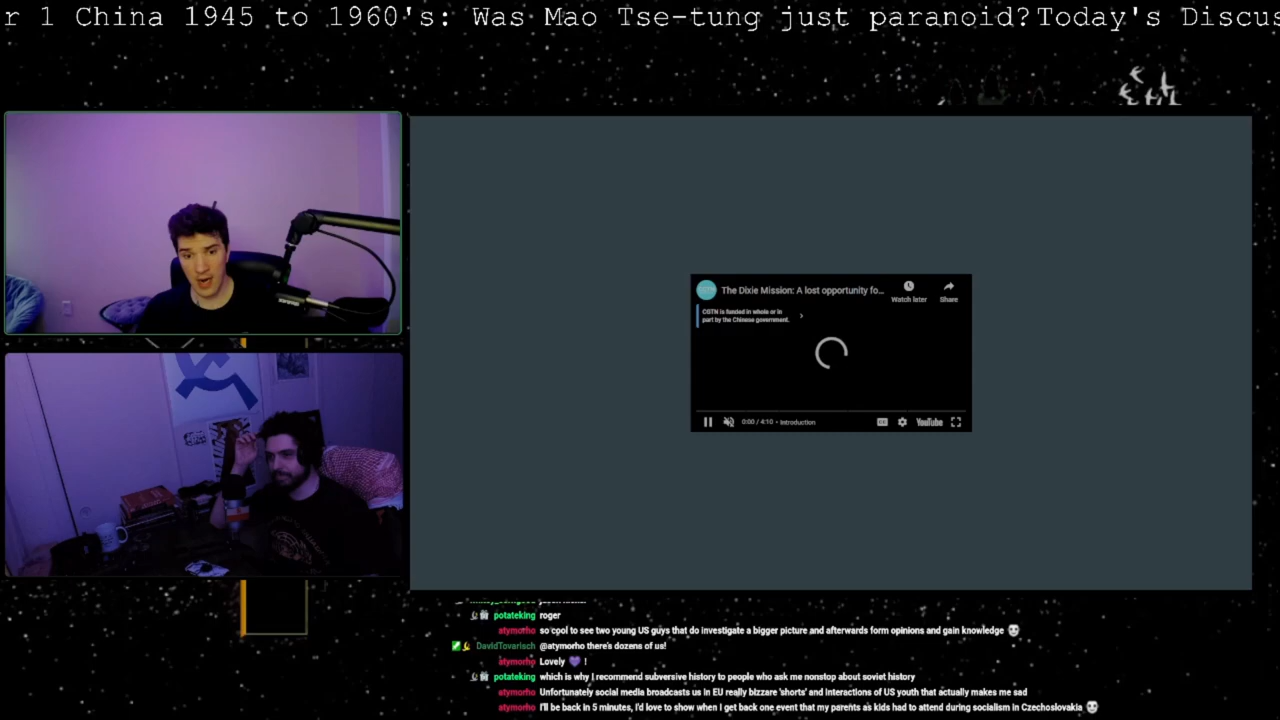 r 1 China 1945 to 1960's: Was Mao Tse-tung just paranoid?Today's Discus
The Dixie Mission: A lost opportunity fo...
Watch later
Share
CGTN is funded in whole or in
part by the Chinese government.
0:00 / 4:10 • Introduction
CC
YouTube
potateking roger
atymorho so cool to see two young US guys that do investigate a bigger picture and afterwards form opinions and gain knowledge
DavidTovarisch @atymorho there's dozens of us!
atymorho Lovely 💜 !
potateking which is why I recommend subversive history to people who ask me nonstop about soviet history
atymorho Unfortunately social media broadcasts us in EU really bizzare 'shorts' and interactions of US youth that actually makes me sad
atymorho I'll be back in 5 minutes, I'd love to show when I get back one event that my parents as kids had to attend during socialism in Czechoslovakia